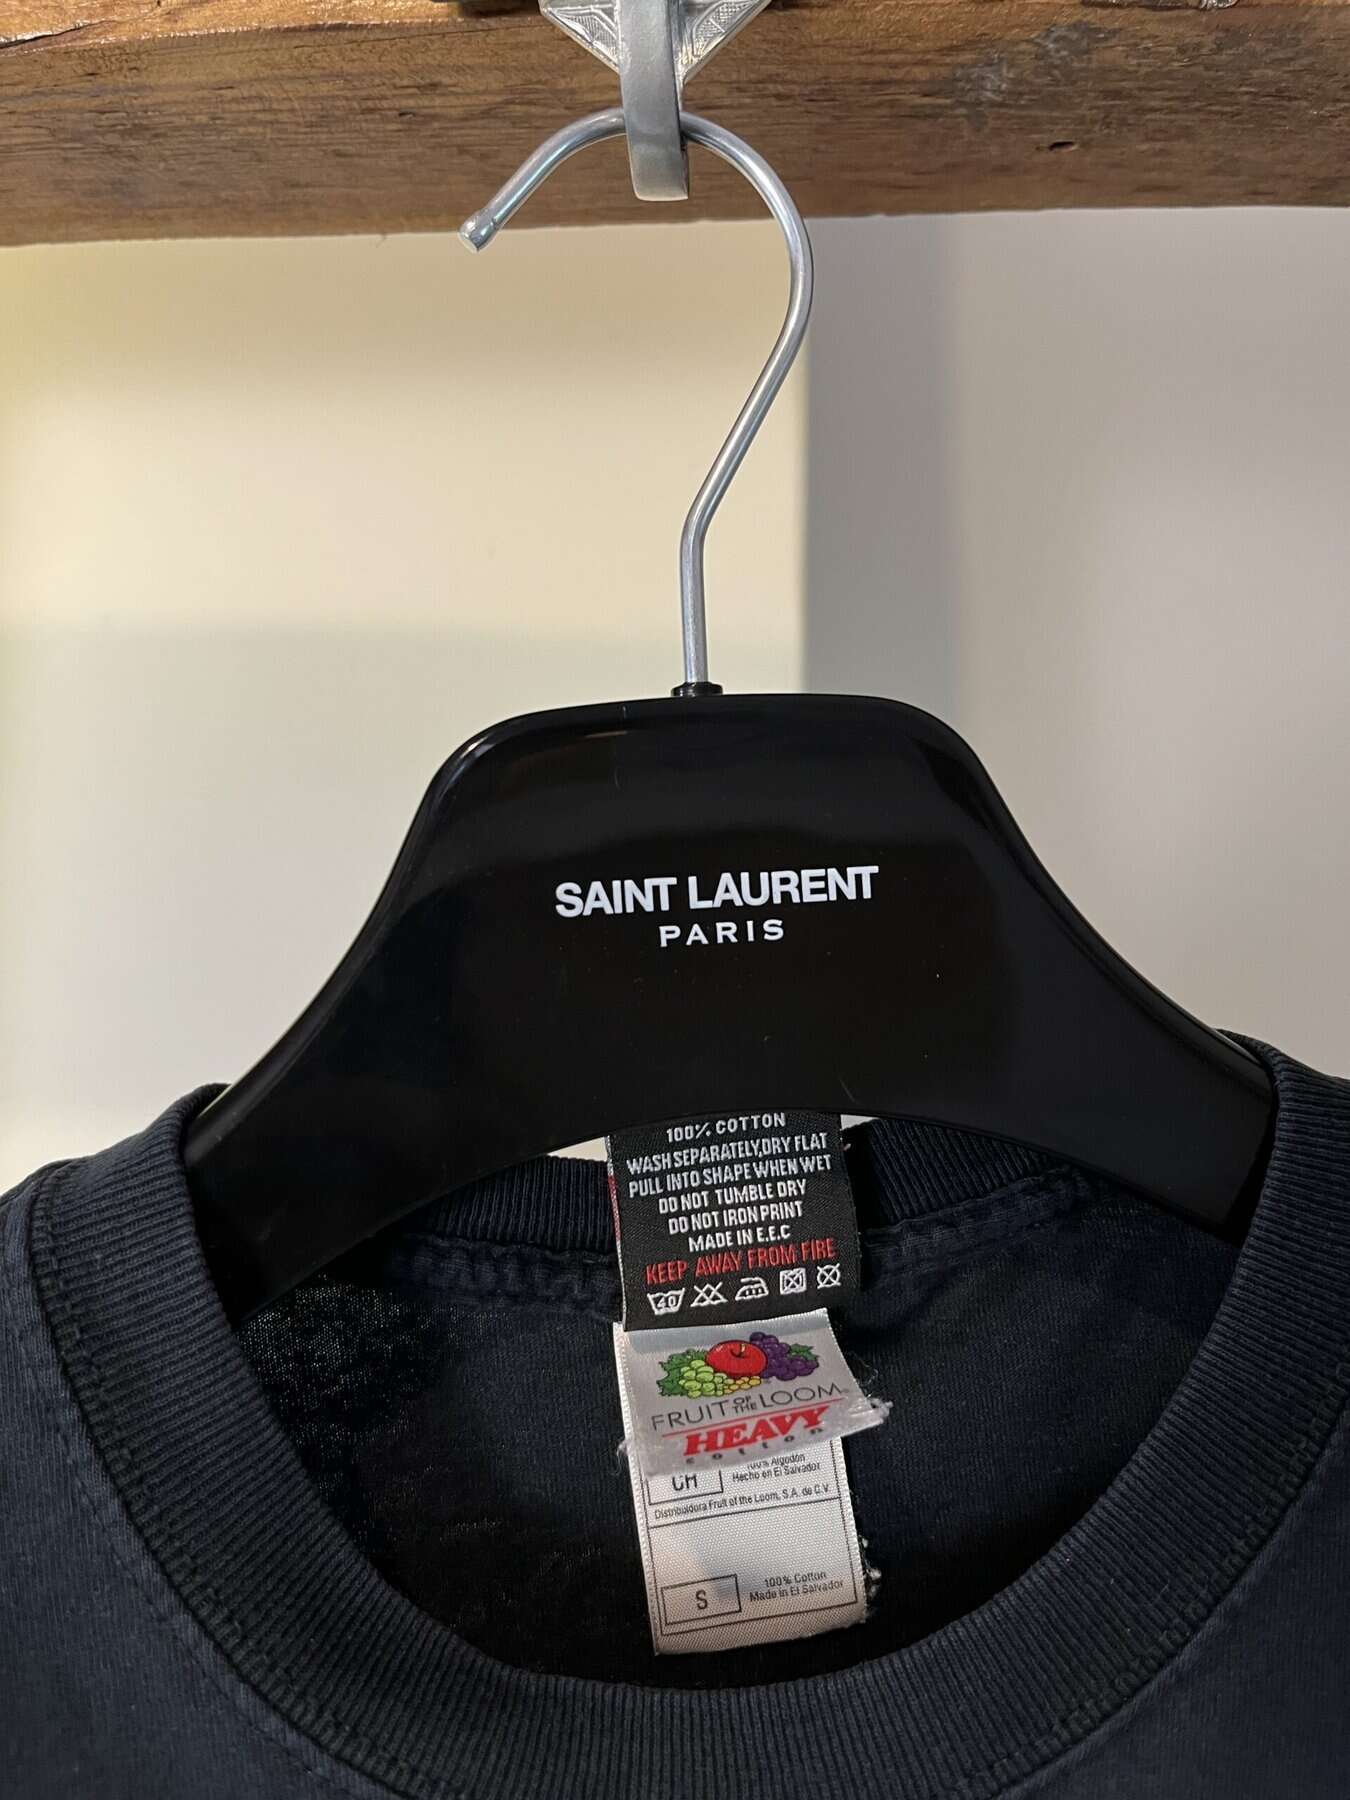 SAINT LAURENT
PARIS
100% COTTON
WASH SEPARATELY,DRY FLAT
PULL INTO SHAPE WHEN WET
DO NOT TUMBLE DRY
DO NOT IRON PRINT
MADE IN E.E.C
KEEP AWAY FROM FIRE
40
FRUIT OF THE LOOM®
HEAVY
cotton
CH
100% Algodón
Hecho en El Salvador
Distribuidora Fruit of the Loom, S.A. de C.V.
S
100% Cotton
Made in El Salvador